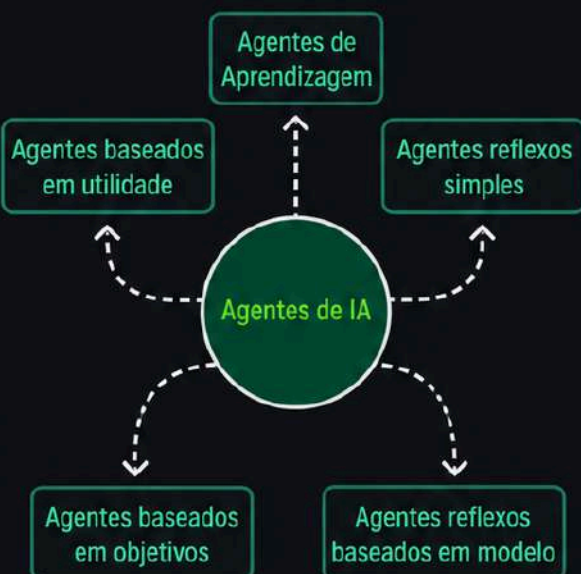 Agentes de
Aprendizagem
Agentes baseados
em utilidade
Agentes reflexos
simples
Agentes de IA
Agentes baseados
em objetivos
Agentes reflexos
baseados em modelo